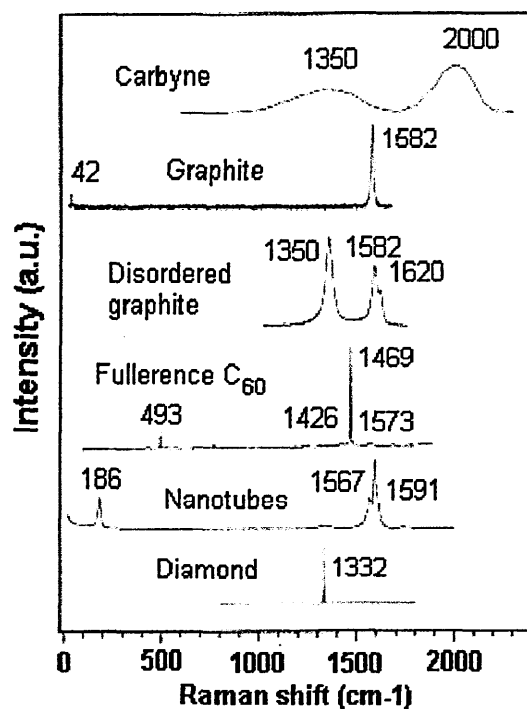 2000
1350
Carbyne
1582
42
Graphite
1350
1582
1620
Disordered
graphite
1469
Fullerence C60
493
1426
1573
186
1567
1591
Nanotubes
Diamond
1332
Intensity (a.u.)
0 500 1000 1500 2000
Raman shift (cm-1)